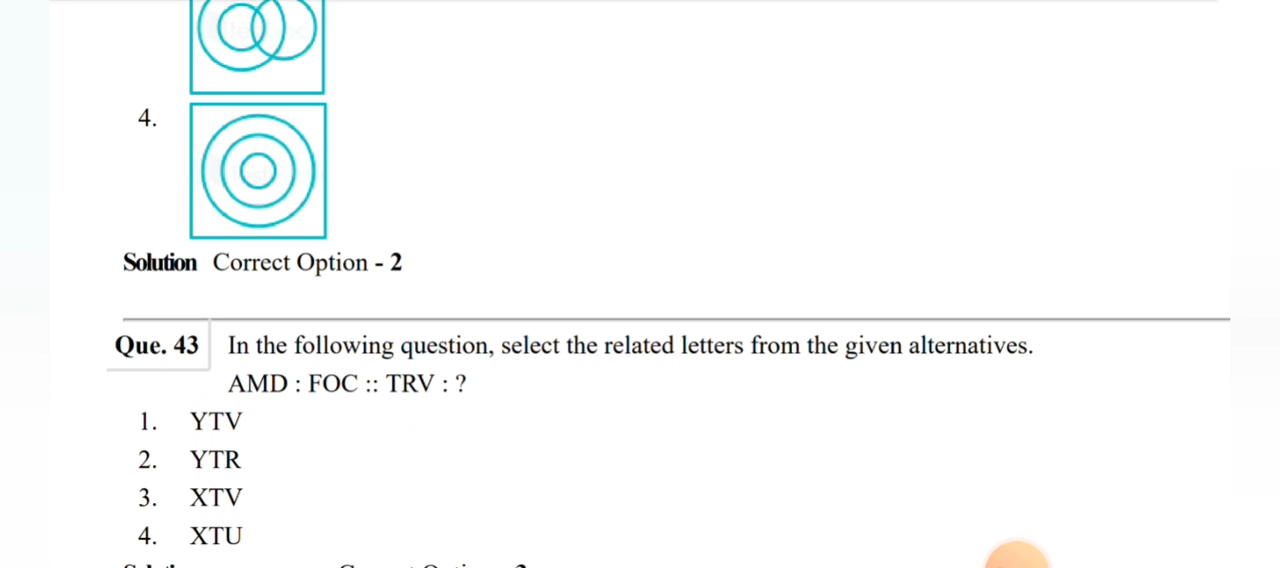 4.
Solution Correct Option - 2
Que. 43 In the following question, select the related letters from the given alternatives.
AMD : FOC :: TRV : ?
1. YTV
2. YTR
3. XTV
4. XTU